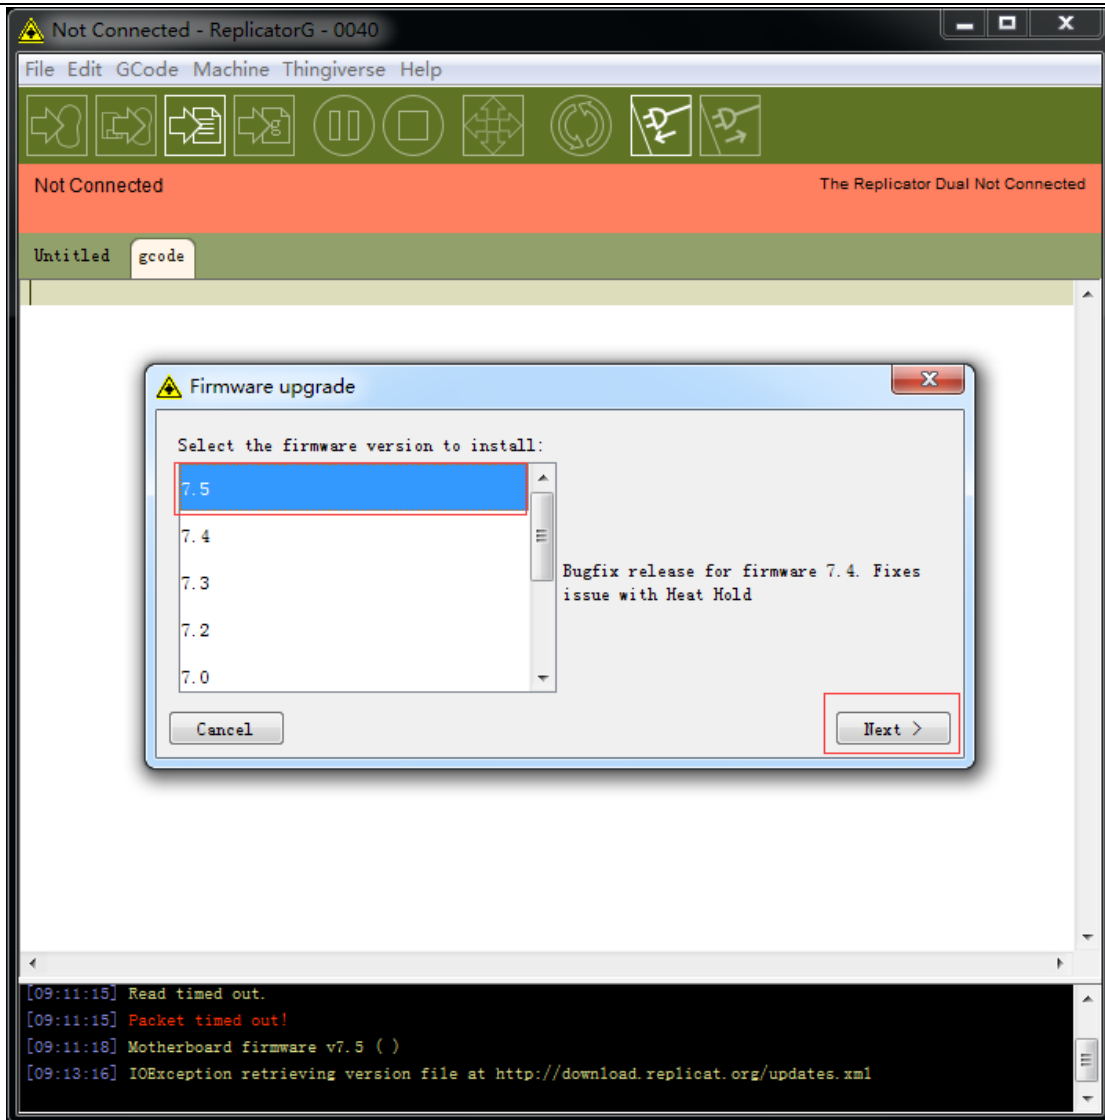 Not Connected - ReplicatorG - 0040
File Edit GCode Machine Thingiverse Help
Not Connected
The Replicator Dual Not Connected
Untitled gcode
Firmware upgrade
Select the firmware version to install:
7.5
7.4
7.3
7.2
7.0
Bugfix release for firmware 7.4. Fixes
issue with Heat Hold
Cancel
Next >
[09:11:15] Read timed out.
[09:11:15] Packet timed out!
[09:11:18] Motherboard firmware v7.5 ( )
[09:13:16] IOException retrieving version file at http://download.replicat.org/updates.xml